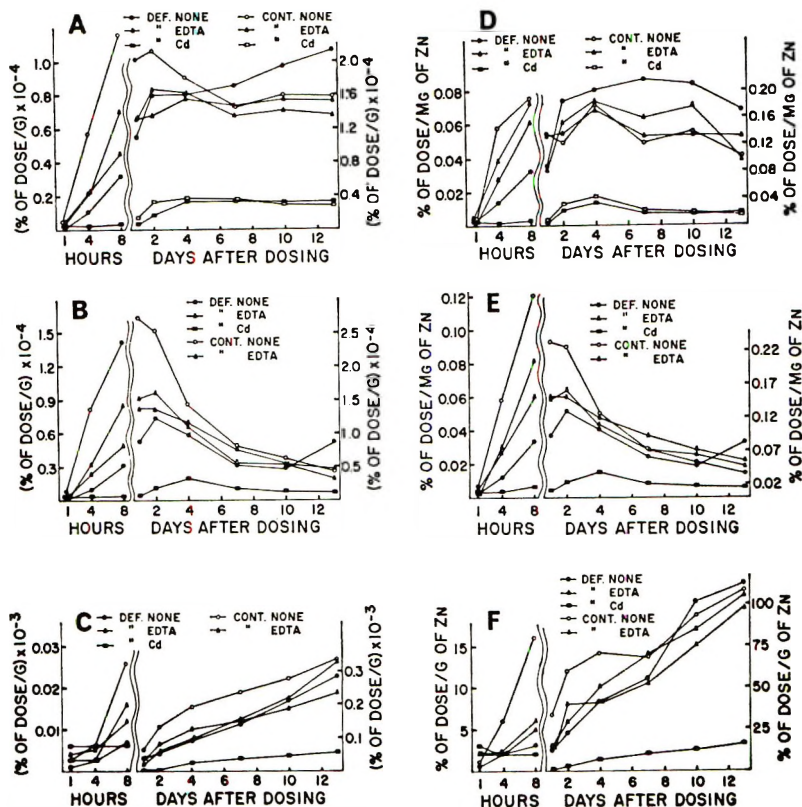 A
DEF. NONE
" EDTA
" Cd
CONT. NONE
" EDTA
" Cd
(% OF DOSE/G) x10-4
1.0
0.8
0.6
0.4
0.2
2.0
1.6
1.2
0.8
0.4
(% OF DOSE/G) x10-4
1 4 8 2 4 6 8 10 12
HOURS DAYS AFTER DOSING
D
DEF. NONE
" EDTA
" Cd
CONT. NONE
" EDTA
" Cd
% OF DOSE/MG OF ZN
0.08
0.06
0.04
0.02
0.20
0.16
0.12
0.08
0.04
% OF DOSE/MG OF ZN
1 4 8 2 4 6 8 10 12
HOURS DAYS AFTER DOSING
B
DEF. NONE
" EDTA
" Cd
CONT. NONE
" EDTA
(% OF DOSE/G) x10-4
1.5
1.2
0.9
0.6
0.3
2.5
2.0
1.5
1.0
0.5
(% OF DOSE/G) x10-4
1 4 8 2 4 6 8 10 12
HOURS DAYS AFTER DOSING
E
DEF. NONE
" EDTA
" Cd
CONT. NONE
" EDTA
% OF DOSE/MG OF ZN
0.12
0.10
0.08
0.06
0.04
0.02
0.22
0.17
0.12
0.07
0.02
% OF DOSE/MG OF ZN
1 4 8 2 4 6 8 10 12
HOURS DAYS AFTER DOSING
C
DEF. NONE
" EDTA
" Cd
CONT. NONE
" EDTA
(% OF DOSE/G) x10-3
0.03
0.02
0.01
0.3
0.2
0.1
(% OF DOSE/G) x10-3
1 4 8 2 4 6 8 10 12
HOURS DAYS AFTER DOSING
F
DEF. NONE
" EDTA
" Cd
CONT. NONE
" EDTA
% OF DOSE/G OF ZN
15
10
5
100
75
50
25
% OF DOSE/G OF ZN
1 4 8 2 4 6 8 10 12
HOURS DAYS AFTER DOSING